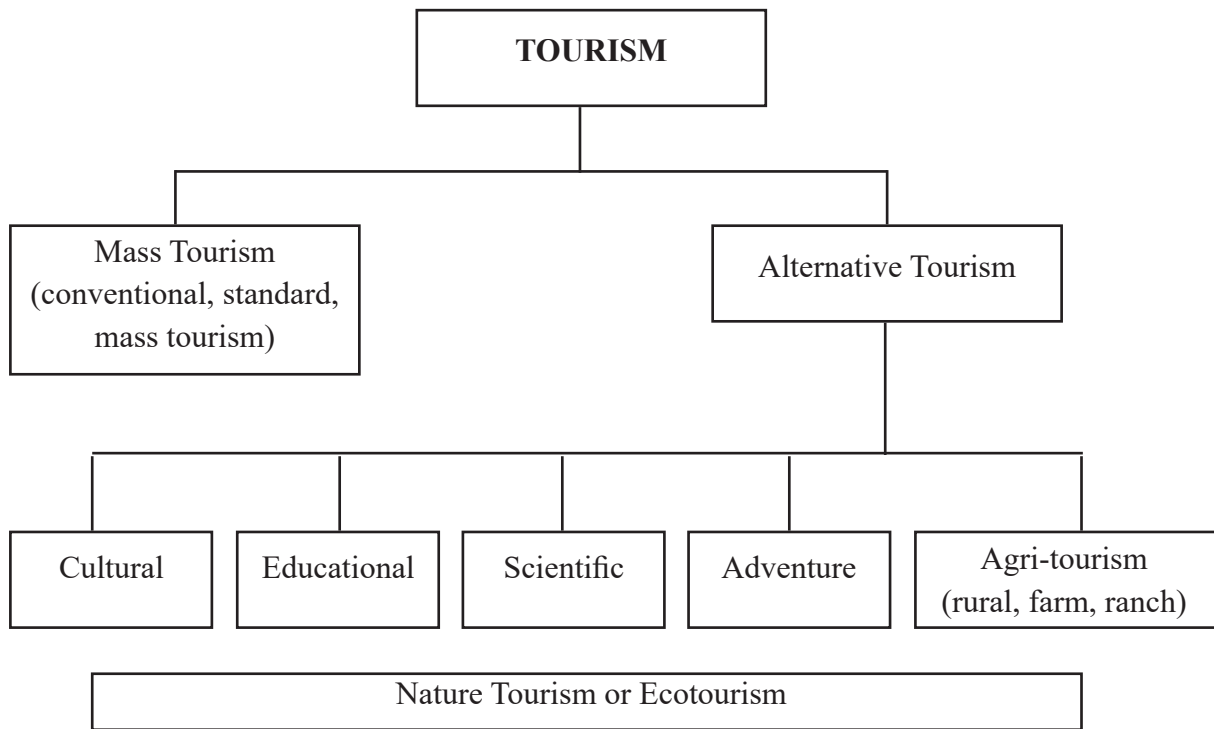 TOURISM
Mass Tourism
(conventional, standard,
mass tourism)
Alternative Tourism
Cultural
Educational
Scientific
Adventure
Agri-tourism
(rural, farm, ranch)
Nature Tourism or Ecotourism